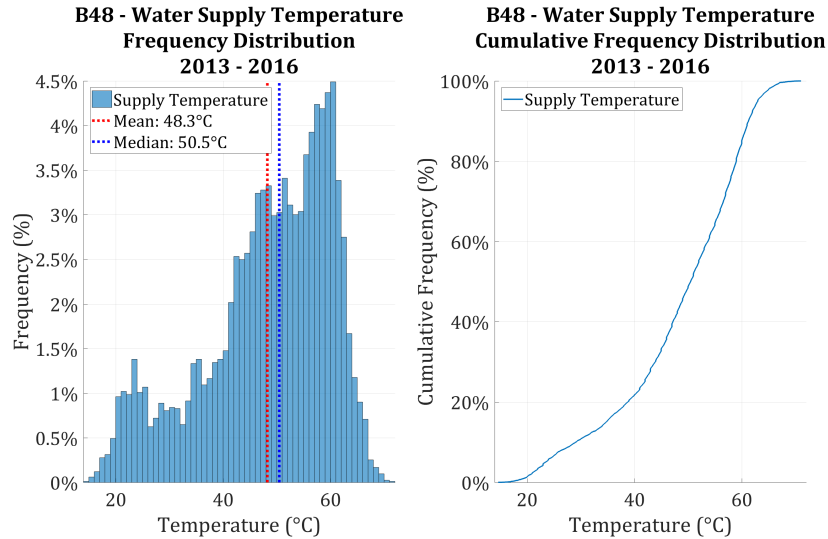 B48 - Water Supply Temperature
Frequency Distribution
2013 - 2016
4.5%
4%
3.5%
3%
2.5%
2%
1.5%
1%
0.5%
0%
Frequency (%)
Supply Temperature
Mean: 48.3°C
Median: 50.5°C
20
40
60
Temperature (°C)
B48 - Water Supply Temperature
Cumulative Frequency Distribution
2013 - 2016
100%
80%
60%
40%
20%
0%
Cumulative Frequency (%)
Supply Temperature
20
40
60
Temperature (°C)